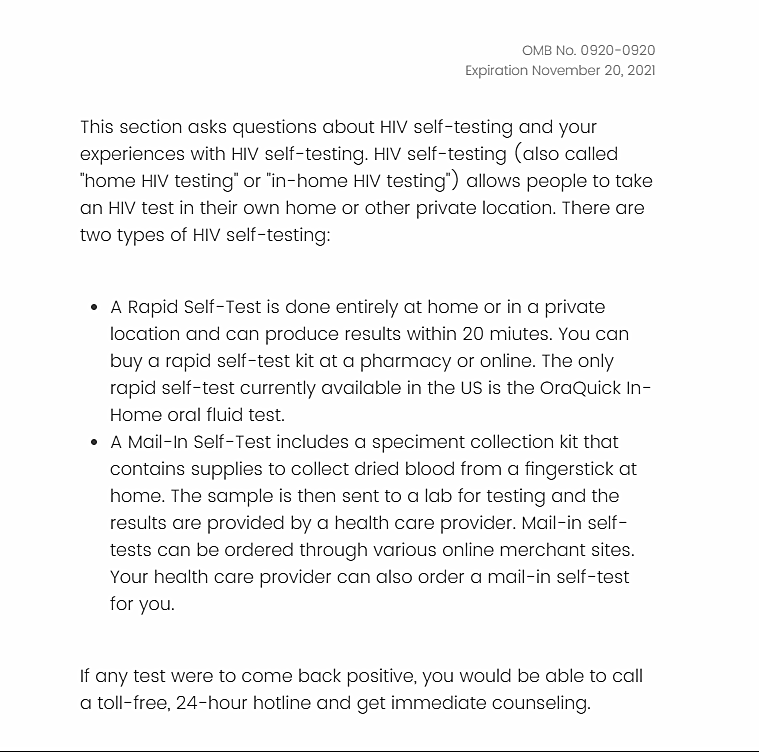 OMB No. 0920-0920
Expiration November 20, 2021
This section asks questions about HIV self-testing and your
experiences with HIV self-testing. HIV self-testing (also called
"home HIV testing" or "in-home HIV testing") allows people to take
an HIV test in their own home or other private location. There are
two types of HIV self-testing:
• A Rapid Self-Test is done entirely at home or in a private
location and can produce results within 20 miutes. You can
buy a rapid self-test kit at a pharmacy or online. The only
rapid self-test currently available in the US is the OraQuick In-
Home oral fluid test.
• A Mail-In Self-Test includes a speciment collection kit that
contains supplies to collect dried blood from a fingerstick at
home. The sample is then sent to a lab for testing and the
results are provided by a health care provider. Mail-in self-
tests can be ordered through various online merchant sites.
Your health care provider can also order a mail-in self-test
for you.
If any test were to come back positive, you would be able to call
a toll-free, 24-hour hotline and get immediate counseling.